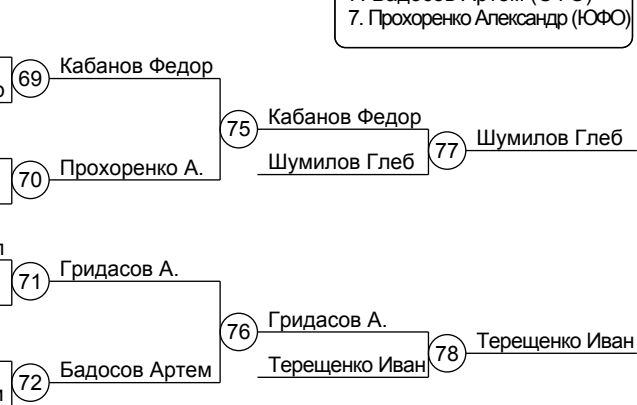 7. Прохоренко Александр (ЮФО)
69 Кабанов Федор
75 Кабанов Федор
77 Шумилов Глеб
Шумилов Глеб
70 Прохоренко А.
71 Гридасов А.
76 Гридасов А.
78 Терещенко Иван
Терещенко Иван
72 Бадосов Артем